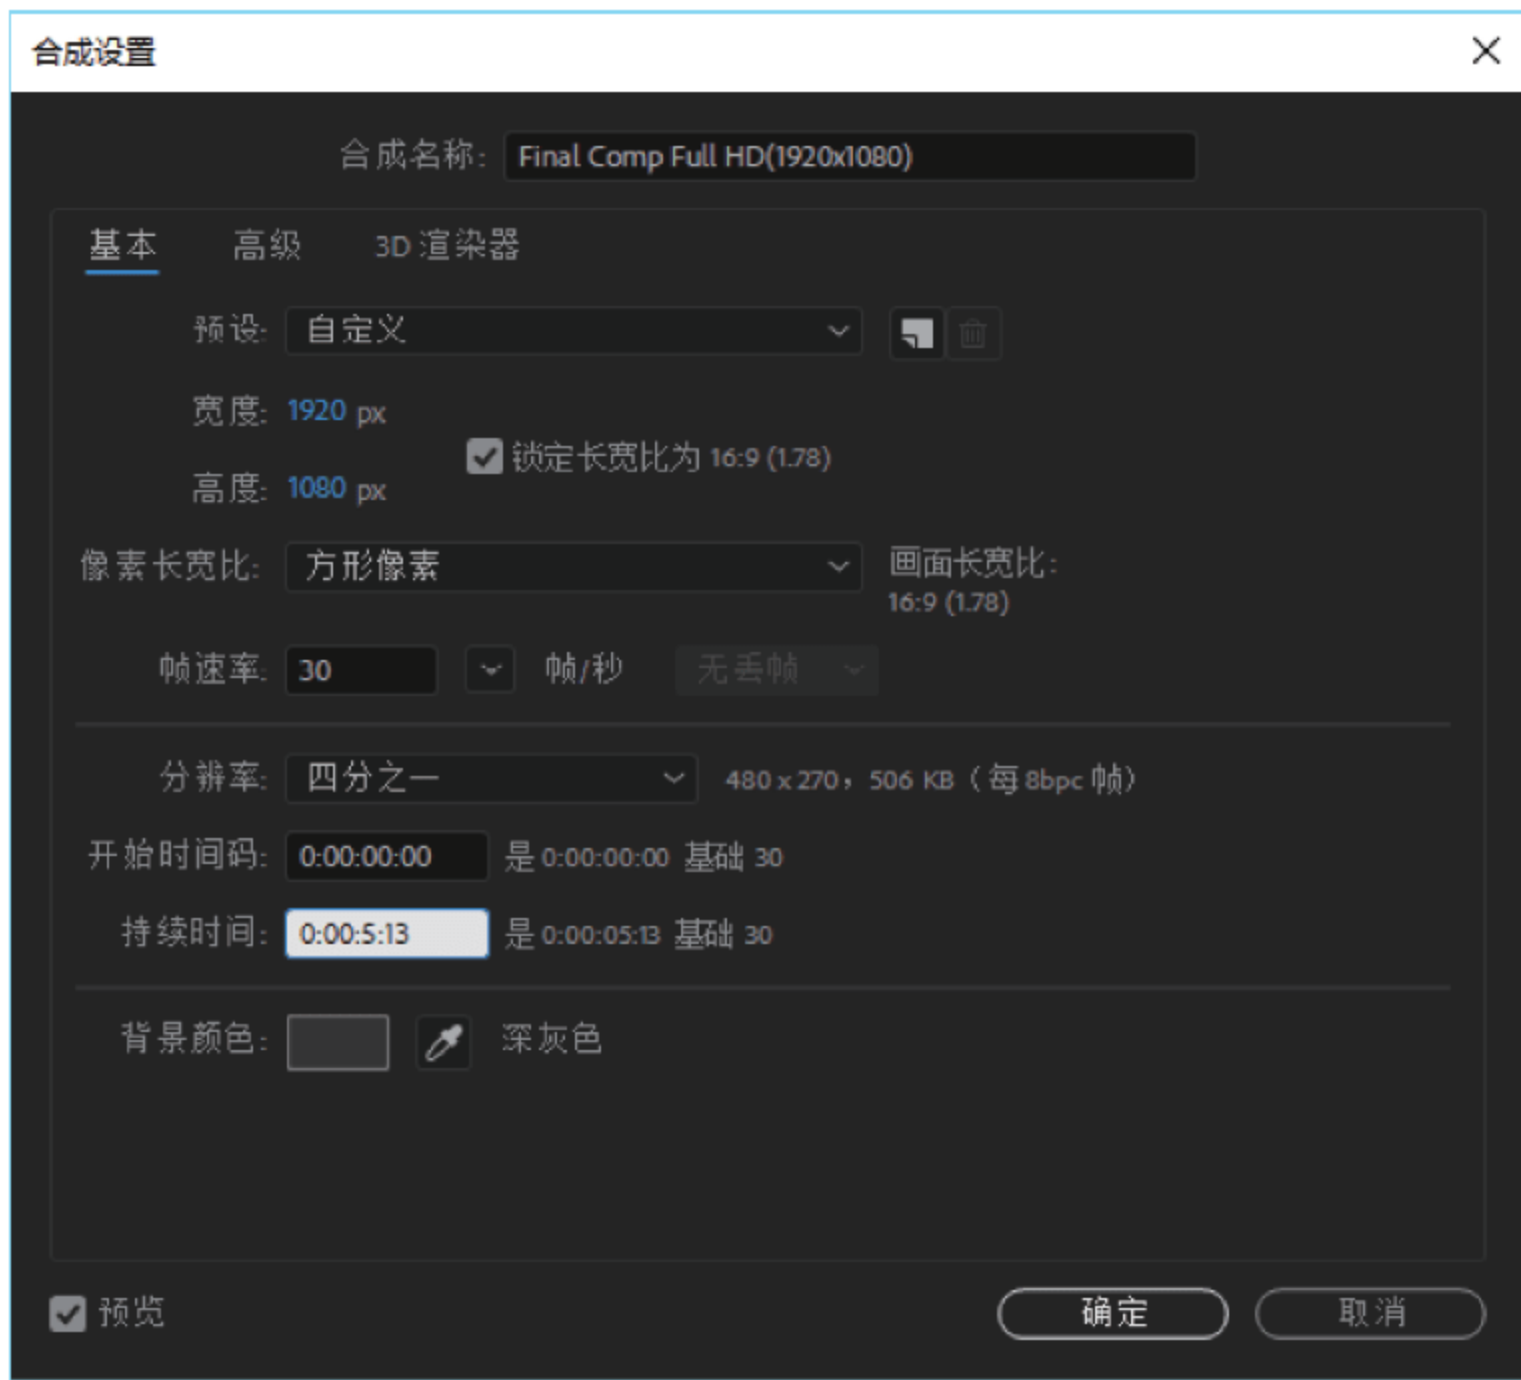 合成设置
合成名称: Final Comp Full HD(1920x1080)
基本 高级 3D 渲染器
预设: 自定义
宽度: 1920 px
锁定长宽比为 16:9 (1.78)
高度: 1080 px
像素长宽比: 方形像素 画面长宽比:
16:9 (1.78)
帧速率: 30 帧/秒 无丢帧
分辨率: 四分之一 480 x 270，506 KB（每 8bpc 帧）
开始时间码: 0:00:00:00 是 0:00:00:00 基础 30
持续时间: 0:00:5:13 是 0:00:05:13 基础 30
背景颜色: 深灰色
预览 确定 取消